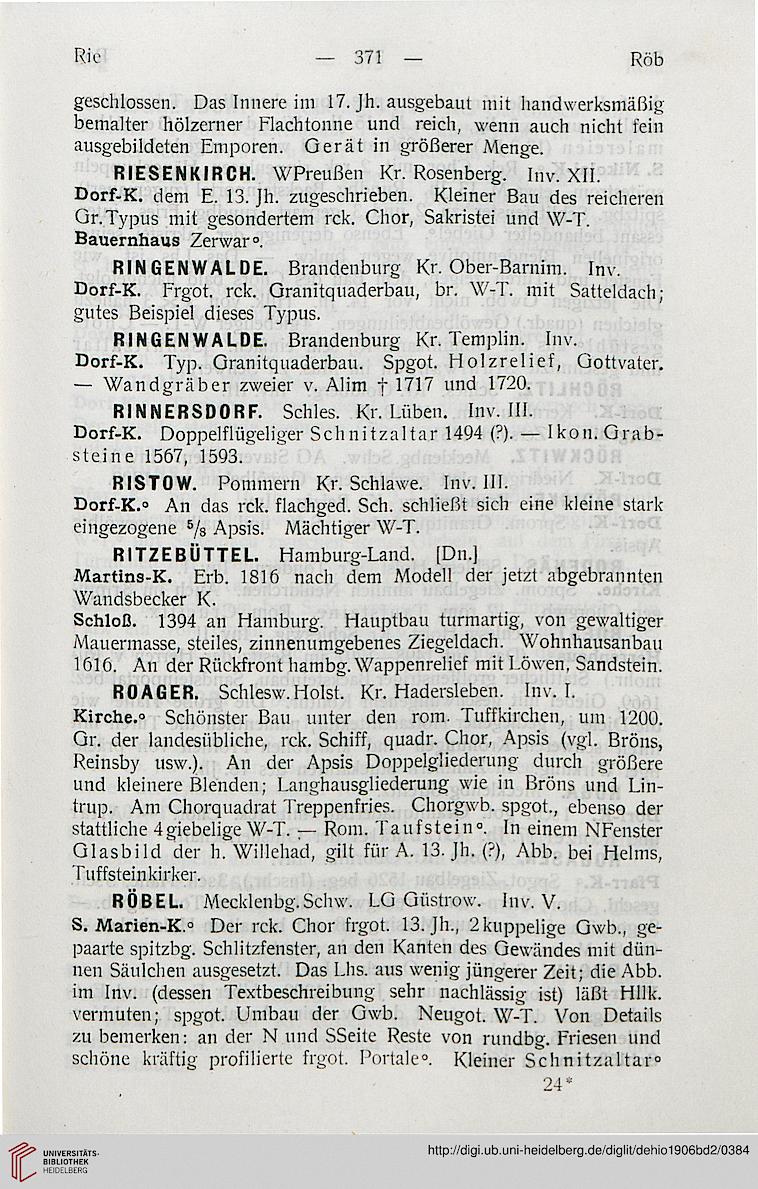 Rie — 371 — Röb
geschlossen. Das Innere im 17. Jh. ausgebaut mit handwerksmäßig
bemalter hölzerner Flachtonne und reich, wenn auch nicht fein
ausgebildeten Emporen. Gerät in größerer Menge.
RIESENKIRCH. WPreußen Kr. Rosenberg. Inv. XII.
Dorf-K. dem E. 13. Jh. zugeschrieben. Kleiner Bau des reicheren
Gr.Typus mit gesondertem rck. Chor, Sakristei und W-T.
Bauernhaus Zerwar°.
RINGENWALDE. Brandenburg Kr. Ober-Barnim. Inv.
Dorf-K. Frgot. rck. Granitquaderbau, br. W-T. mit Satteldach;
gutes Beispiel dieses Typus.
RINGENWALDE. Brandenburg Kr. Templin. Inv.
Dorf-K. Typ. Granitquaderbau. Spgot. Holzrelief, Gottvater.
— Wandgräber zweier v. Alim † 1717 und 1720.
RINNERSDORF. Schles. Kr. Lüben. Inv. III.
Dorf-K. Doppelflügeliger Schnitzaltar 1494 (?). — Ikon. Grab-
steine 1567, 1593.
RISTOW. Pommern Kr. Schlawe. Inv. III.
Dorf-K.° An das rck. flachged. Sch. schließt sich eine kleine stark
eingezogene 5/8 Apsis. Mächtiger W-T.
RITZEBÜTTEL. Hamburg-Land. [Dn.]
Martins-K. Erb. 1816 nach dem Modell der jetzt abgebrannten
Wandsbecker K.
Schloß. 1394 an Hamburg. Hauptbau turmartig, von gewaltiger
Mauermasse, steiles, zinnenumgebenes Ziegeldach. Wohnhausanbau
1616. An der Rückfront hambg. Wappenrelief mit Löwen, Sandstein.
ROAGER. Schlesw. Holst. Kr. Hadersleben. Inv. I.
Kirche.° Schönster Bau unter den rom. Tuffkirchen, um 1200.
Gr. der landesübliche, rck. Schiff, quadr. Chor, Apsis (vgl. Bröns,
Reinsby usw.). An der Apsis Doppelgliederung durch größere
und kleinere Blenden; Langhausgliederung wie in Bröns und Lin-
trup. Am Chorquadrat Treppenfries. Chorgwb. spgot., ebenso der
stattliche 4giebelige W-T. — Rom. Taufstein°. In einem NFenster
Glasbild der h. Willehad, gilt für A. 13. Jh. (?), Abb. bei Helms,
Tuffsteinkirker.
RÖBEL. Mecklenbg. Schw. LG Güstrow. Inv. V.
S. Marien-K.° Der rck. Chor frgot. 13. Jh., 2kuppelige Gwb., ge-
paarte spitzbg. Schlitzfenster, an den Kanten des Gewändes mit dün-
nen Säulchen ausgesetzt. Das Lhs. aus wenig jüngerer Zeit; die Abb.
im Inv. (dessen Textbeschreibung sehr nachlässig ist) läßt Hllk.
vermuten; spgot. Umbau der Gwb. Neugot. W-T. Von Details
zu bemerken: an der N und SSeite Reste von rundbg. Friesen und
schöne kräftig profilierte frgot. Portale°. Kleiner Schnitzaltar°
24*
UNIVERSITÄTS-
BIBLIOTHEK
HEIDELBERG
http://digi.ub.uni-heidelberg.de/diglit/dehio1906bd2/0384